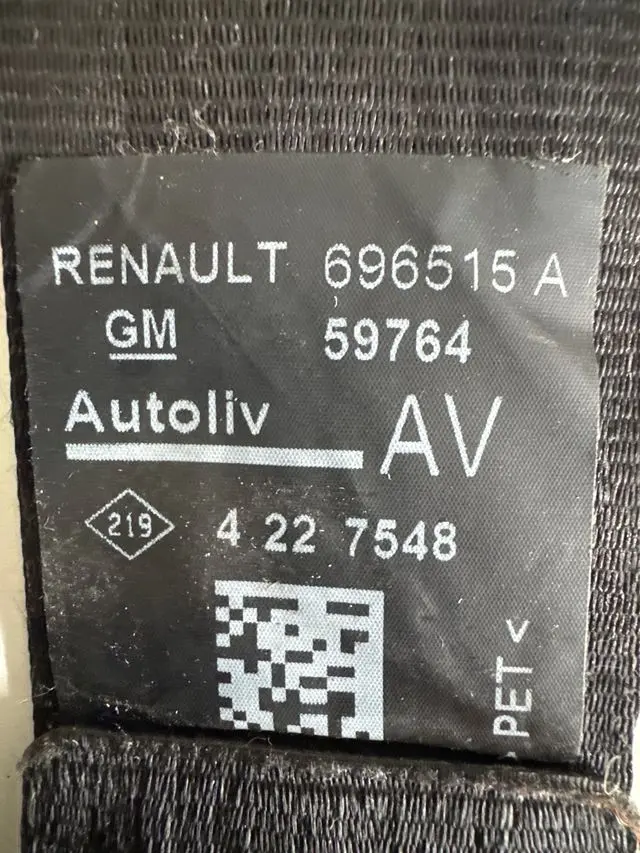 RENAULT 696515 A
GM 59764
Autoliv AV
219 4 22 7548
>PET<